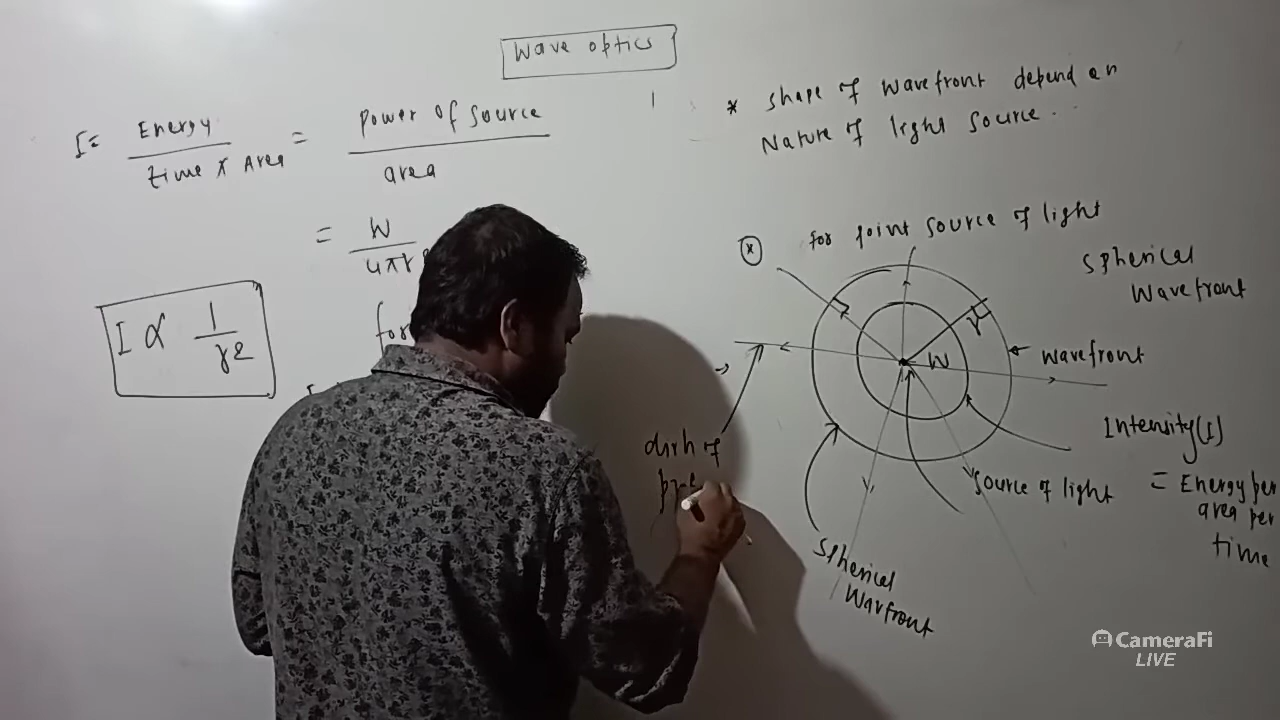 Wave optics
I = Energy / time x Area = Power of source / area
= W / 4πr
I ∝ 1 / r2
for
* Shape of Wavefront depend an
Nature of light source.
* for point source of light
Spherical
Wavefront
r
W
wavefront
Intensity(I)
= Energy per
area per
time
Source of light
Spherical
Wavfront
dirh of
CameraFi
LIVE